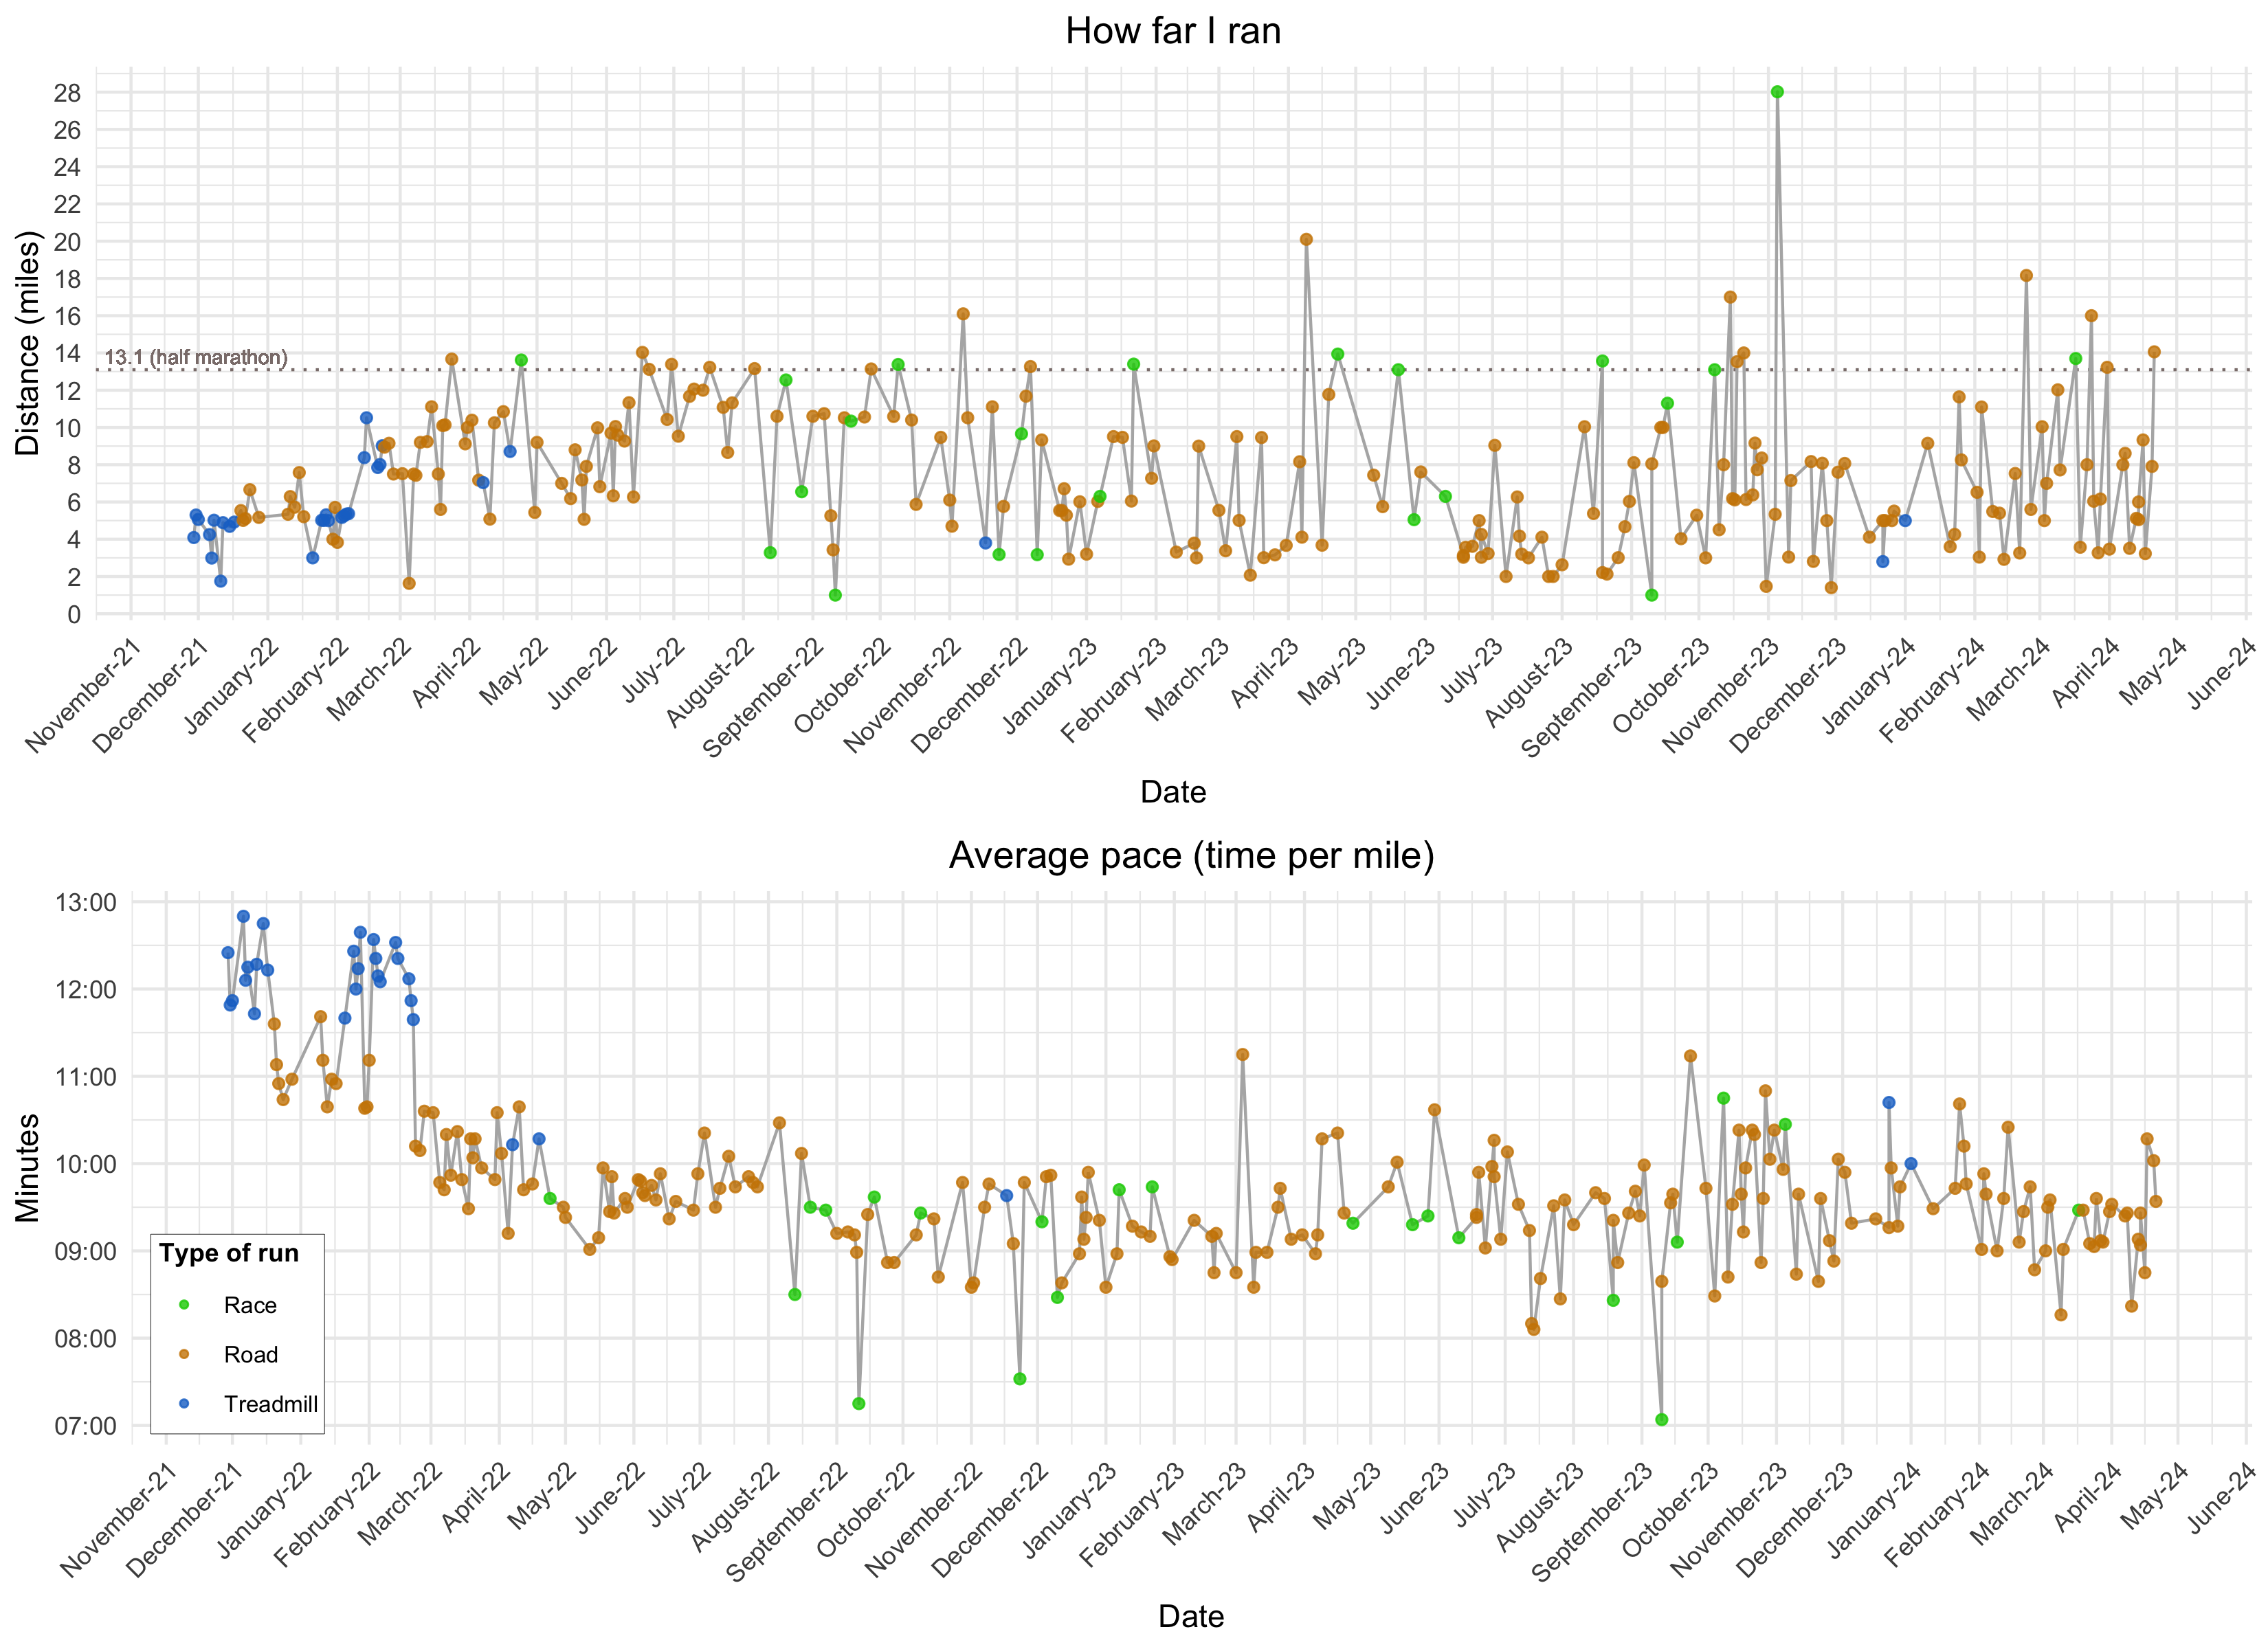 How far I ran
Distance (miles)
28
26
24
22
20
18
16
14
12
10
8
6
4
2
0
13.1 (half marathon)
November-21
December-21
January-22
February-22
March-22
April-22
May-22
June-22
July-22
August-22
September-22
October-22
November-22
December-22
January-23
February-23
March-23
April-23
May-23
June-23
July-23
August-23
September-23
October-23
November-23
December-23
January-24
February-24
March-24
April-24
May-24
June-24
Date
Average pace (time per mile)
Minutes
13:00
12:00
11:00
10:00
09:00
08:00
07:00
Type of run
Race
Road
Treadmill
November-21
December-21
January-22
February-22
March-22
April-22
May-22
June-22
July-22
August-22
September-22
October-22
November-22
December-22
January-23
February-23
March-23
April-23
May-23
June-23
July-23
August-23
September-23
October-23
November-23
December-23
January-24
February-24
March-24
April-24
May-24
June-24
Date